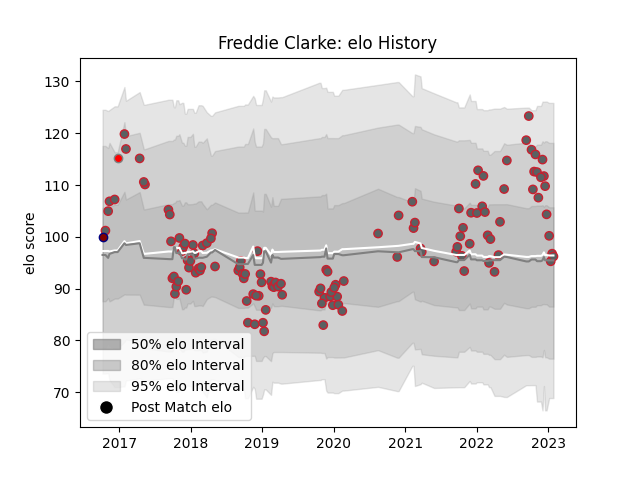 Freddie Clarke: elo History
elo score
130
120
110
100
90
80
70
50% elo Interval
80% elo Interval
95% elo Interval
Post Match elo
2017 2018 2019 2020 2021 2022 2023